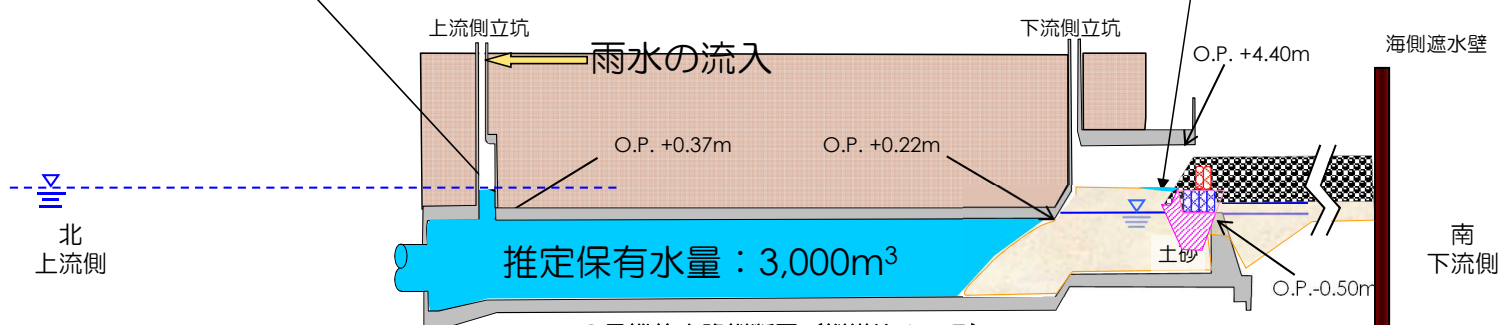 上流側立坑
下流側立坑
海側遮水壁
雨水の流入
O.P. +4.40m
O.P. +0.37m
O.P. +0.22m
北
上流側
推定保有水量：3,000m³
土砂
南
下流側
O.P.-0.50m